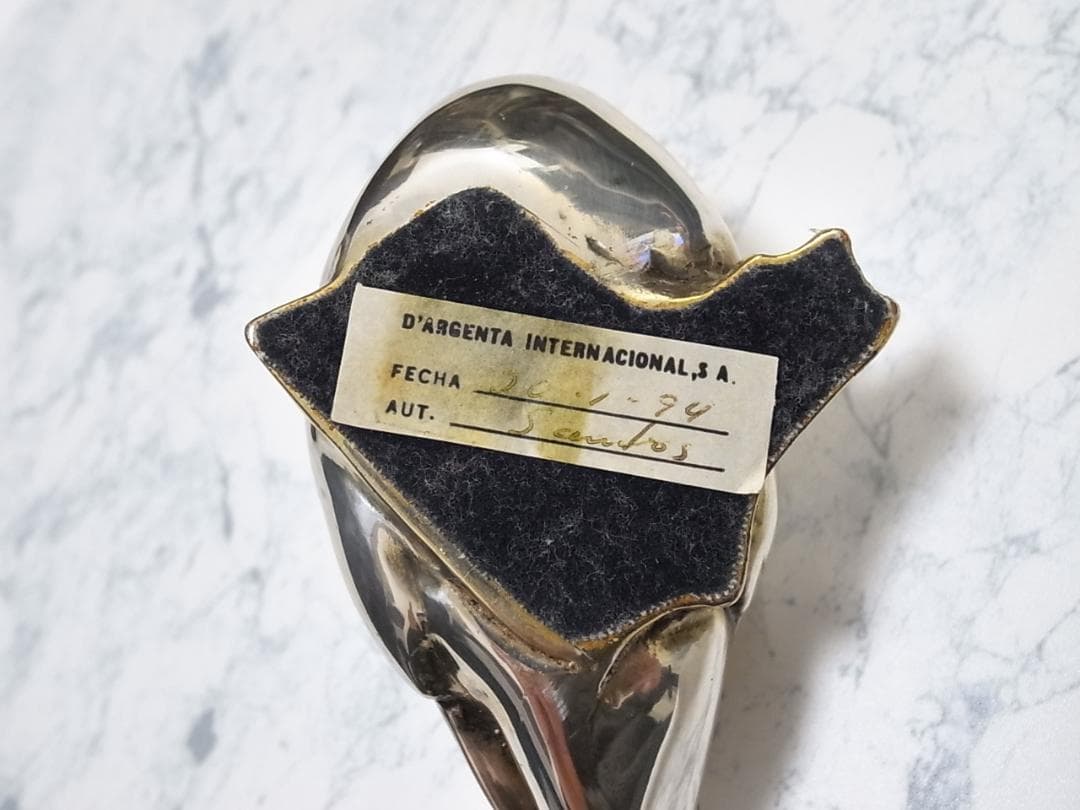 D'ARGENTA INTERNACIONAL,S A.
FECHA 26-1-94
AUT. Santos